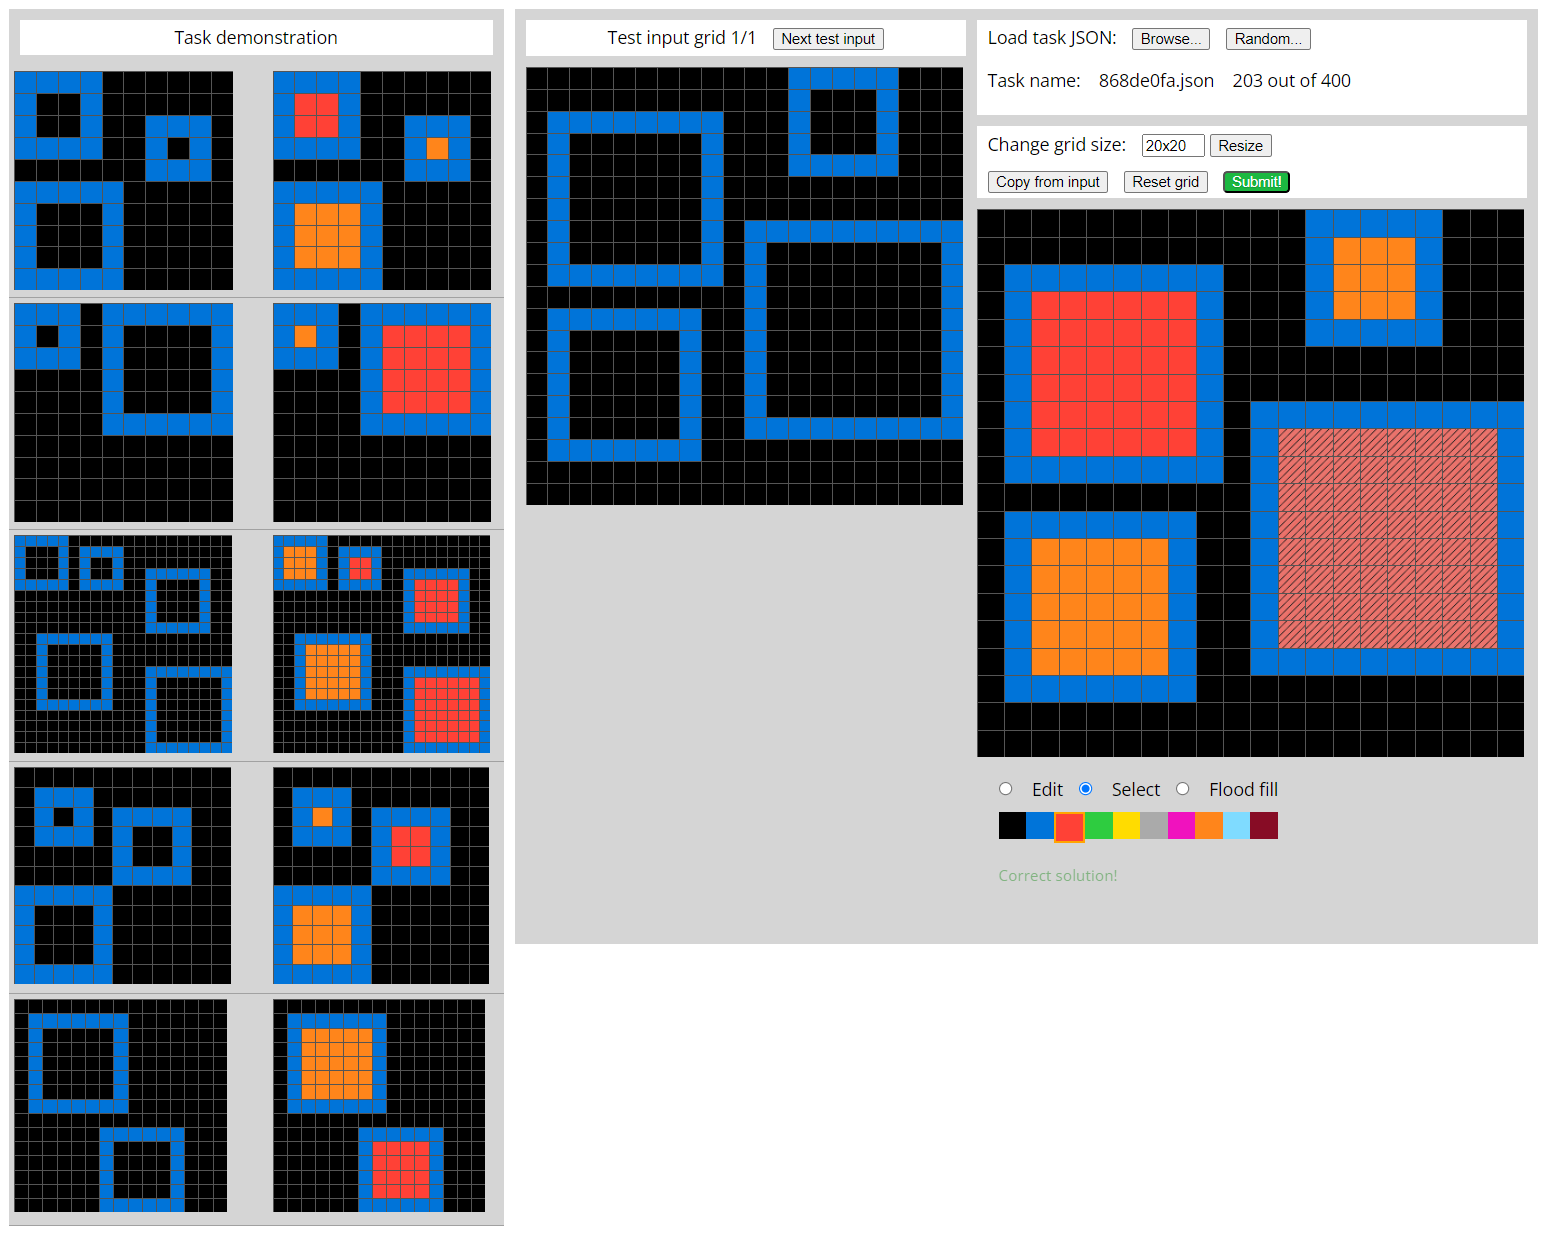 Task demonstration
Test input grid 1/1 Next test input
Load task JSON: Browse... Random...
Task name: 868de0fa.json 203 out of 400
Change grid size: 20x20 Resize
Copy from input Reset grid Submit!
Edit Select Flood fill
Correct solution!